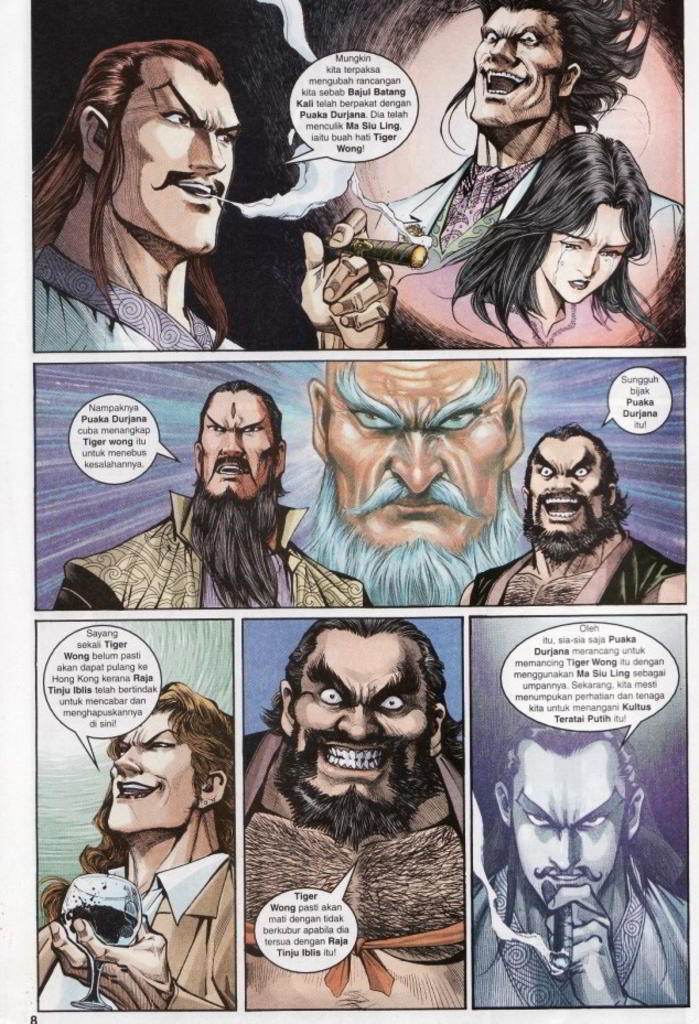 Mungkin
kita terpaksa
mengubah rancangan
kita sebab Bajul Batang
Kali telah berpakat dengan
Puaka Durjana. Dia telah
menculik Ma Siu Ling,
iaitu buah hati Tiger
Wong!
Nampaknya
Puaka Durjana
cuba menangkap
Tiger wong itu
untuk menebus
kesalahannya.
Sungguh
bijak
Puaka
Durjana
itu!
Sayang
sekali Tiger
Wong belum pasti
akan dapat pulang ke
Hong Kong kerana Raja
Tinju Iblis telah bertindak
untuk mencabar dan
menghapuskannya
di sini!
Tiger
Wong pasti akan
mati dengan tidak
berkubur apabila dia
tersua dengan Raja
Tinju Iblis itu!
Oleh
itu, sia-sia saja Puaka
Durjana merancang untuk
memancing Tiger Wong itu dengan
menggunakan Ma Siu Ling sebagai
umpannya. Sekarang, kita mesti
menumpukan perhatian dan tenaga
kita untuk menangi Kultus
Teratai Putih itu!
8